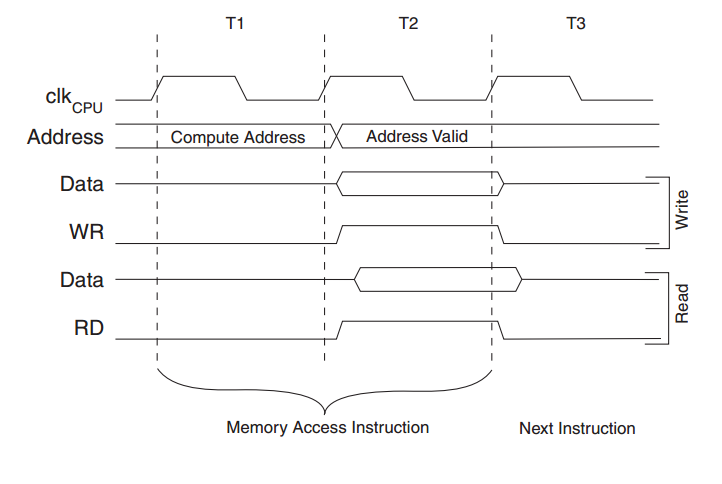 T1 T2 T3
clkCPU
Address Compute Address Address Valid
Data
WR
Write
Data
RD
Read
Memory Access Instruction Next Instruction